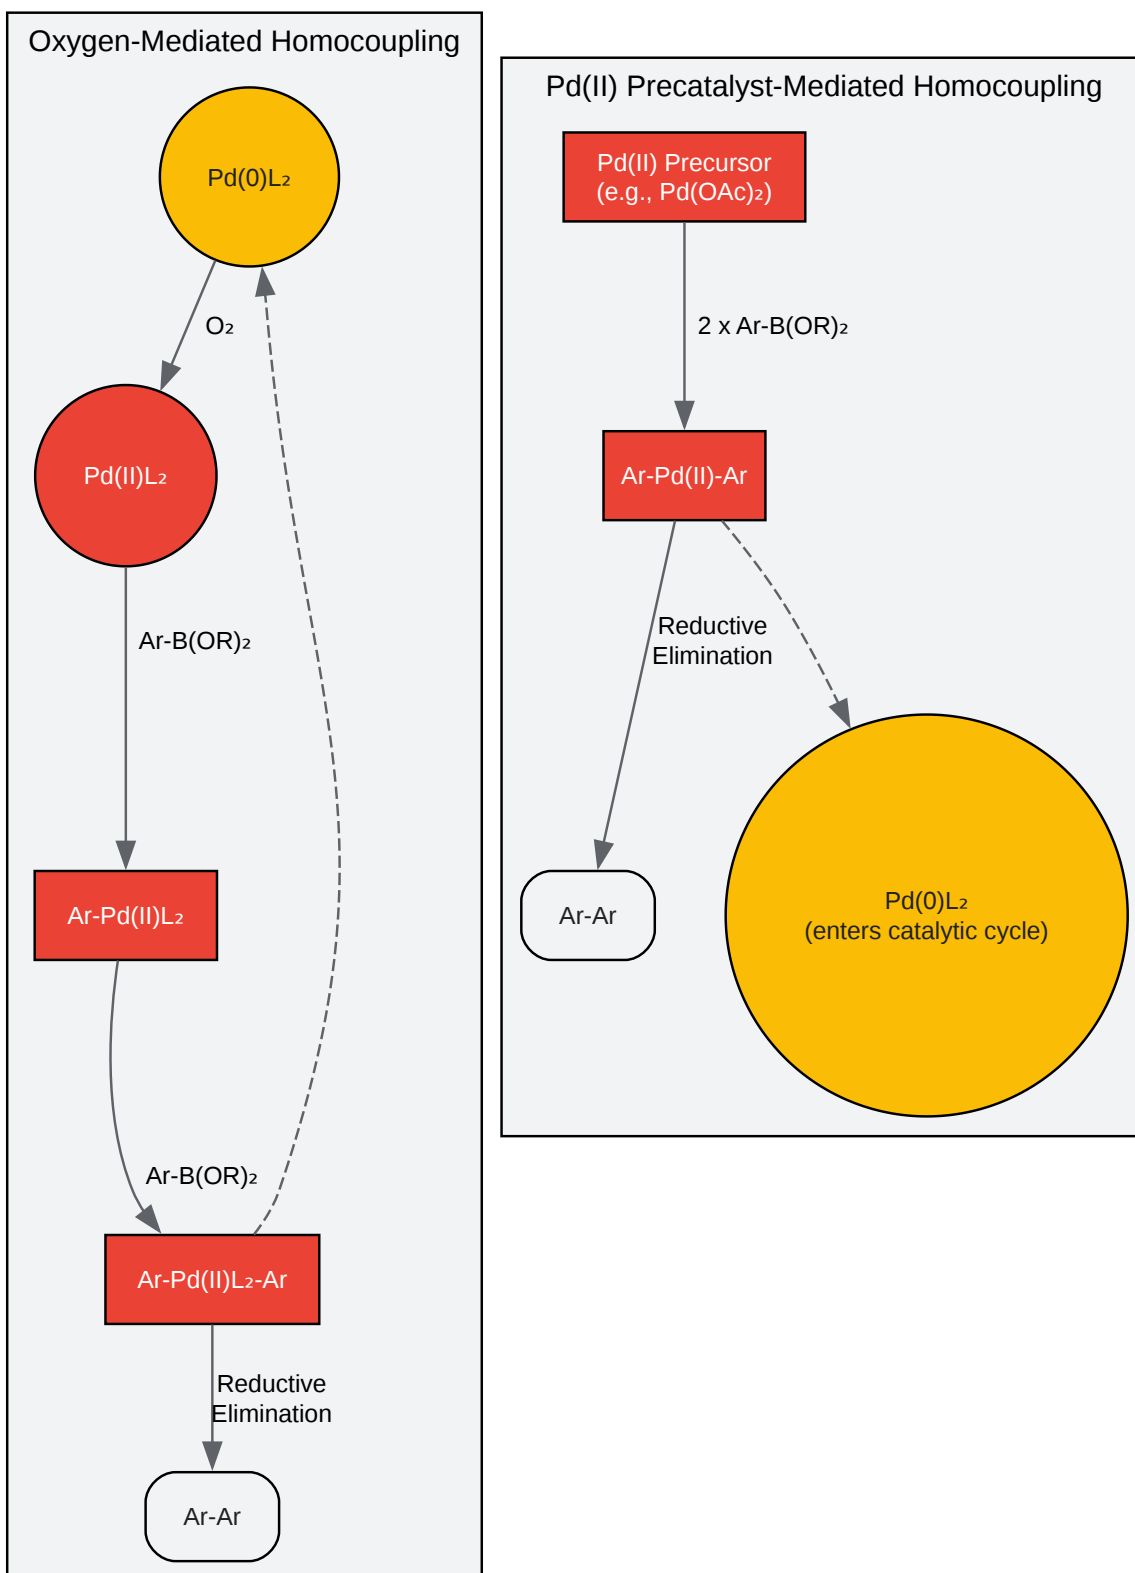 Oxygen-Mediated Homocoupling
Pd(0)L₂
O₂
Pd(II)L₂
Ar-B(OR)₂
Ar-Pd(II)L₂
Ar-B(OR)₂
Ar-Pd(II)L₂-Ar
Reductive
Elimination
Ar-Ar
Pd(II) Precatalyst-Mediated Homocoupling
Pd(II) Precursor
(e.g., Pd(OAc)₂)
2 x Ar-B(OR)₂
Ar-Pd(II)-Ar
Reductive
Elimination
Ar-Ar
Pd(0)L₂
(enters catalytic cycle)